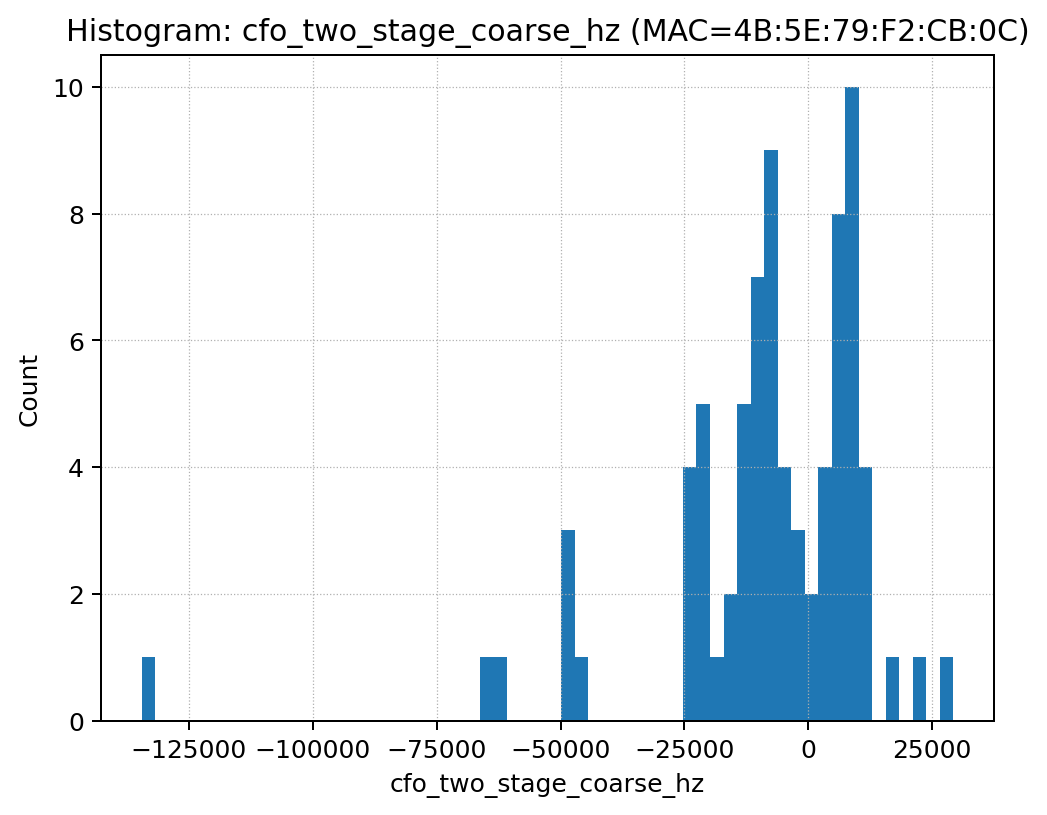 Histogram: cfo_two_stage_coarse_hz (MAC=4B:5E:79:F2:CB:0C)
10
8
6
4
2
0
Count
−125000 −100000 −75000 −50000 −25000 0 25000
cfo_two_stage_coarse_hz